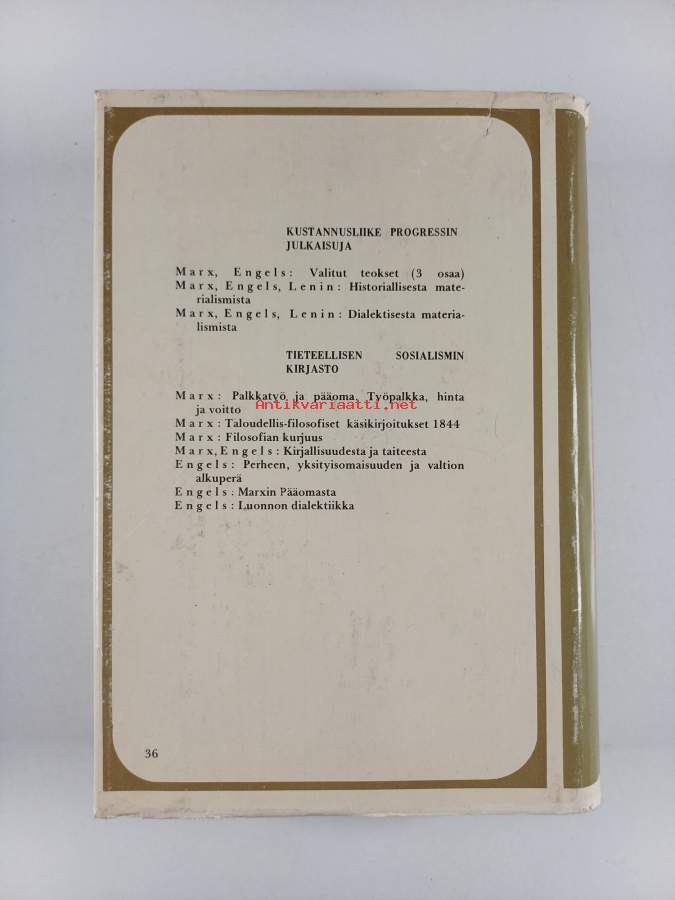 KUSTANNUSLIIKE PROGRESSIN
JULKAISUJA
Marx, Engels: Valitut teokset (3 osaa)
Marx, Engels, Lenin: Historiallisesta mate-
rialismista
Marx, Engels, Lenin: Dialektisesta materia-
lismista
TIETEELLISEN SOSIALISMIN
KIRJASTO
Marx: Palkkatyö ja pääoma. Työpalkka, hinta
ja voitto
Antikvariaatti.net
Marx: Taloudellis-filosofiset käsikirjoitukset 1844
Marx: Filosofian kurjuus
Marx, Engels: Kirjallisuudesta ja taiteesta
Engels: Perheen, yksityisomaisuuden ja valtion
alkuperä
Engels: Marxin Pääomasta
Engels: Luonnon dialektiikka
36